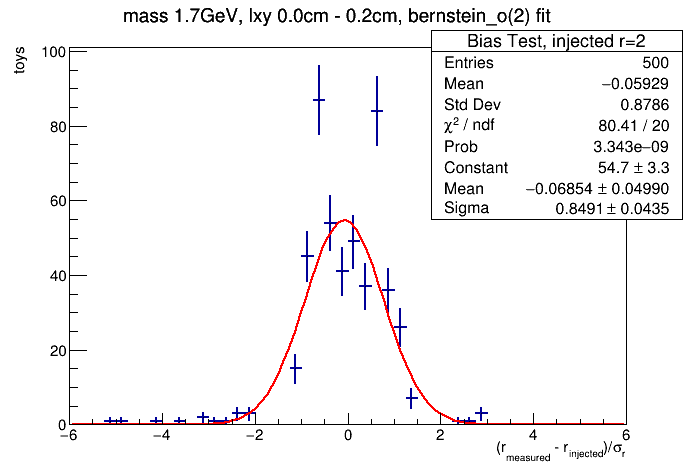 mass 1.7GeV, lxy 0.0cm - 0.2cm, bernstein_o(2) fit
Bias Test, injected r=2
Entries 500
Mean −0.05929
Std Dev 0.8786
χ² / ndf 80.41 / 20
Prob 3.343e−09
Constant 54.7 ± 3.3
Mean −0.06854 ± 0.04990
Sigma 0.8491 ± 0.0435
toys
100
80
60
40
20
0
−6 −4 −2 0 2 4 6
(r_measured - r_injected)/σ_r